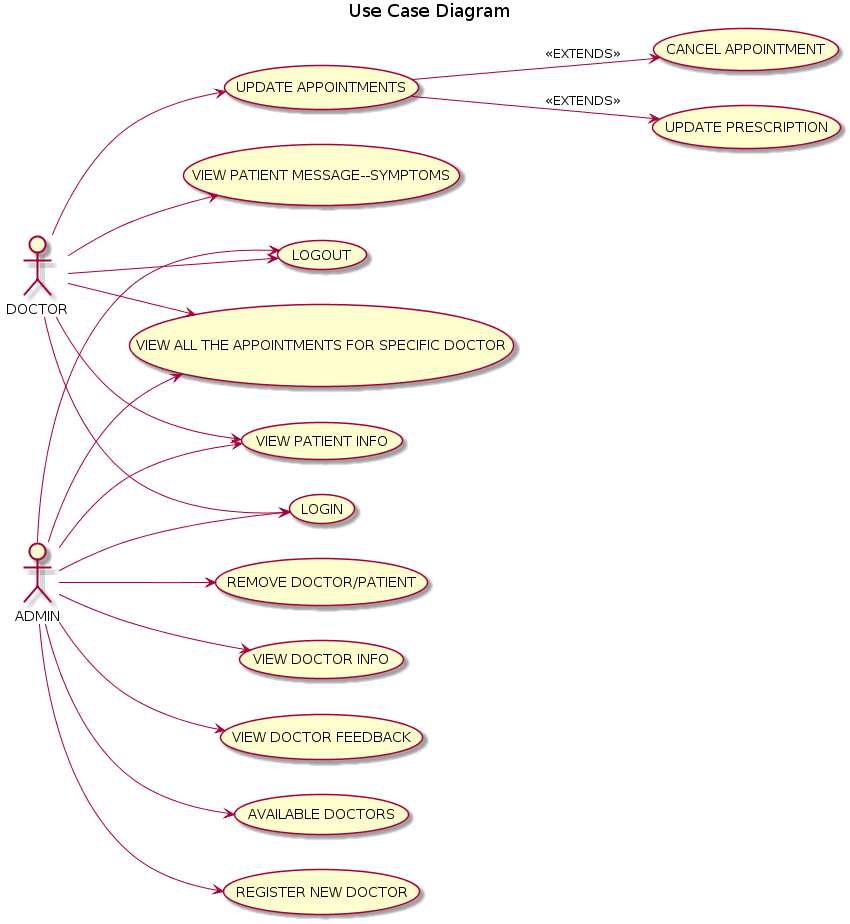 Use Case Diagram
«EXTENDS»
CANCEL APPOINTMENT
UPDATE APPOINTMENTS
«EXTENDS»
UPDATE PRESCRIPTION
VIEW PATIENT MESSAGE--SYMPTOMS
LOGOUT
DOCTOR
VIEW ALL THE APPOINTMENTS FOR SPECIFIC DOCTOR
VIEW PATIENT INFO
LOGIN
REMOVE DOCTOR/PATIENT
ADMIN
VIEW DOCTOR INFO
VIEW DOCTOR FEEDBACK
AVAILABLE DOCTORS
REGISTER NEW DOCTOR